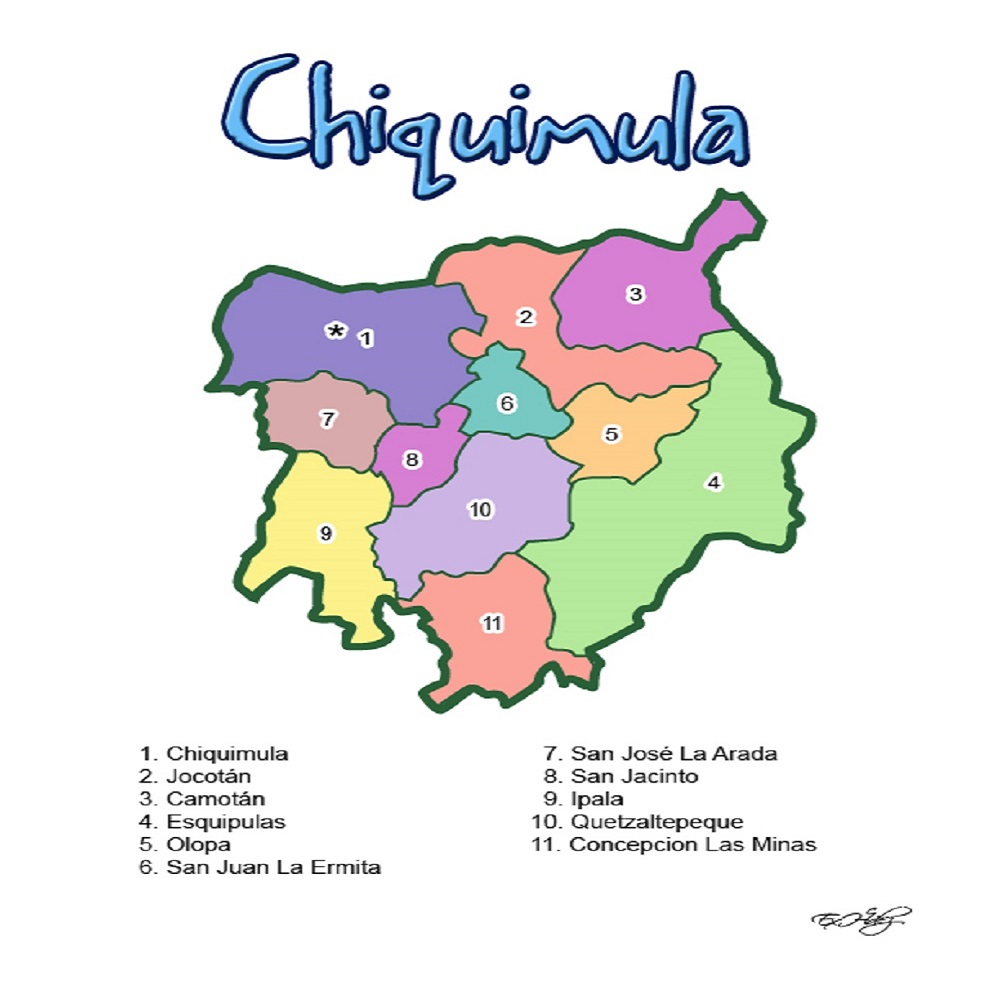 Chiquimula
3
2
* 1
6
7
5
8
4
10
9
11
1. Chiquimula
2. Jocotán
3. Camotán
4. Esquipulas
5. Olopa
6. San Juan La Ermita
7. San José La Arada
8. San Jacinto
9. Ipala
10. Quetzaltepeque
11. Concepcion Las Minas